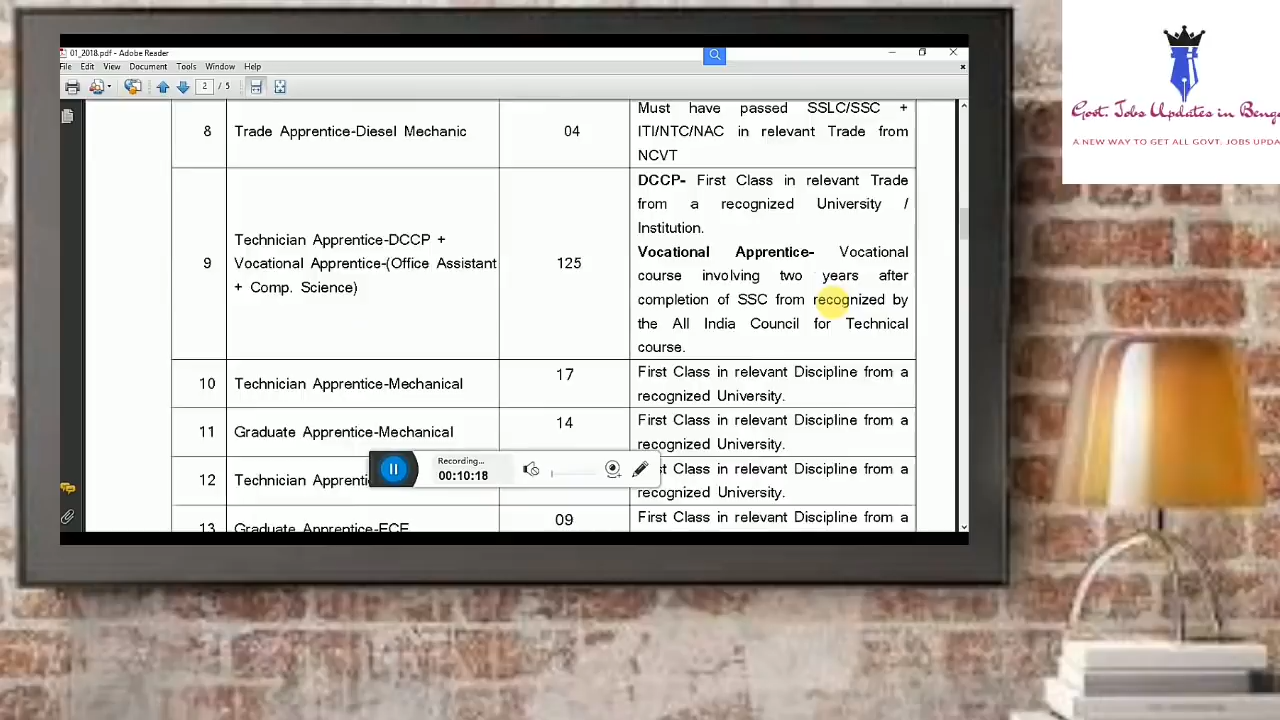 01_2018.pdf - Adobe Reader
File Edit View Document Tools Window Help
2 / 5
Govt. Jobs Updates in
A NEW WAY TO GET ALL GOVT. JOBS
8 Trade Apprentice-Diesel Mechanic 04
Must have passed SSLC/SSC +
ITI/NTC/NAC in relevant Trade from
NCVT
9
Technician Apprentice-DCCP +
Vocational Apprentice-(Office Assistant
+ Comp. Science)
125
DCCP- First Class in relevant Trade
from a recognized University /
Institution.
Vocational Apprentice- Vocational
course involving two years after
completion of SSC from recognized by
the All India Council for Technical
course.
10 Technician Apprentice-Mechanical 17
First Class in relevant Discipline from a
recognized University.
11 Graduate Apprentice-Mechanical 14
First Class in relevant Discipline from a
recognized University.
12 Technician
Class in relevant Discipline from a
recognized University.
13 Graduate Apprentice-ECE 09
First Class in relevant Discipline from a
Recording...
00:10:18